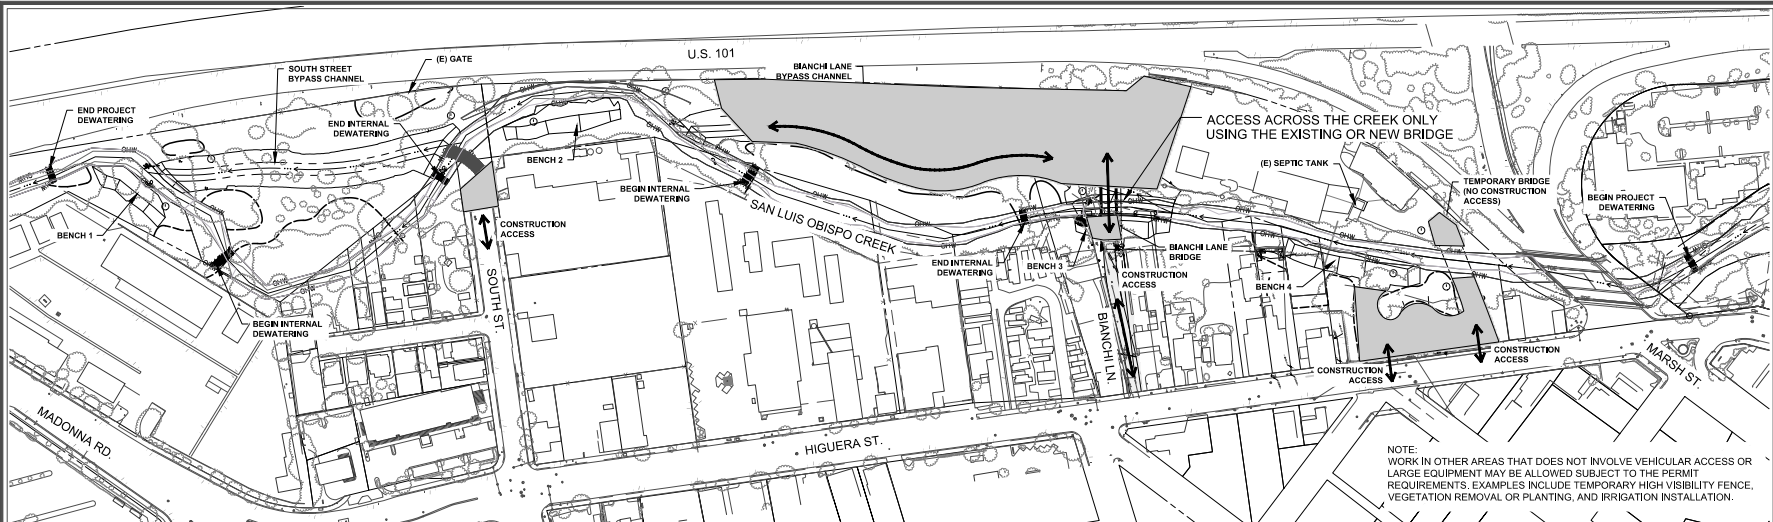 U.S. 101
(E) GATE
SOUTH STREET
BYPASS CHANNEL
BIANCHI LANE
BYPASS CHANNEL
END PROJECT
DEWATERING
END INTERNAL
DEWATERING
ACCESS ACROSS THE CREEK ONLY
USING THE EXISTING OR NEW BRIDGE
BENCH 2
(E) SEPTIC TANK
TEMPORARY BRIDGE
(NO CONSTRUCTION
ACCESS)
BEGIN INTERNAL
DEWATERING
BEGIN PROJECT
DEWATERING
SAN LUIS OBISPO CREEK
BENCH 1
CONSTRUCTION
ACCESS
BIANCHI LANE
BRIDGE
END INTERNAL
DEWATERING
BENCH 3
CONSTRUCTION
ACCESS
BENCH 4
SOUTH ST.
BEGIN INTERNAL
DEWATERING
BIANCHI LN.
CONSTRUCTION
ACCESS
CONSTRUCTION
ACCESS
MARSH ST.
MADONNA RD.
HIGUERA ST.
NOTE:
WORK IN OTHER AREAS THAT DOES NOT INVOLVE VEHICULAR ACCESS OR
LARGE EQUIPMENT MAY BE ALLOWED SUBJECT TO THE PERMIT
REQUIREMENTS. EXAMPLES INCLUDE TEMPORARY HIGH VISIBILITY FENCE,
VEGETATION REMOVAL OR PLANTING, AND IRRIGATION INSTALLATION.